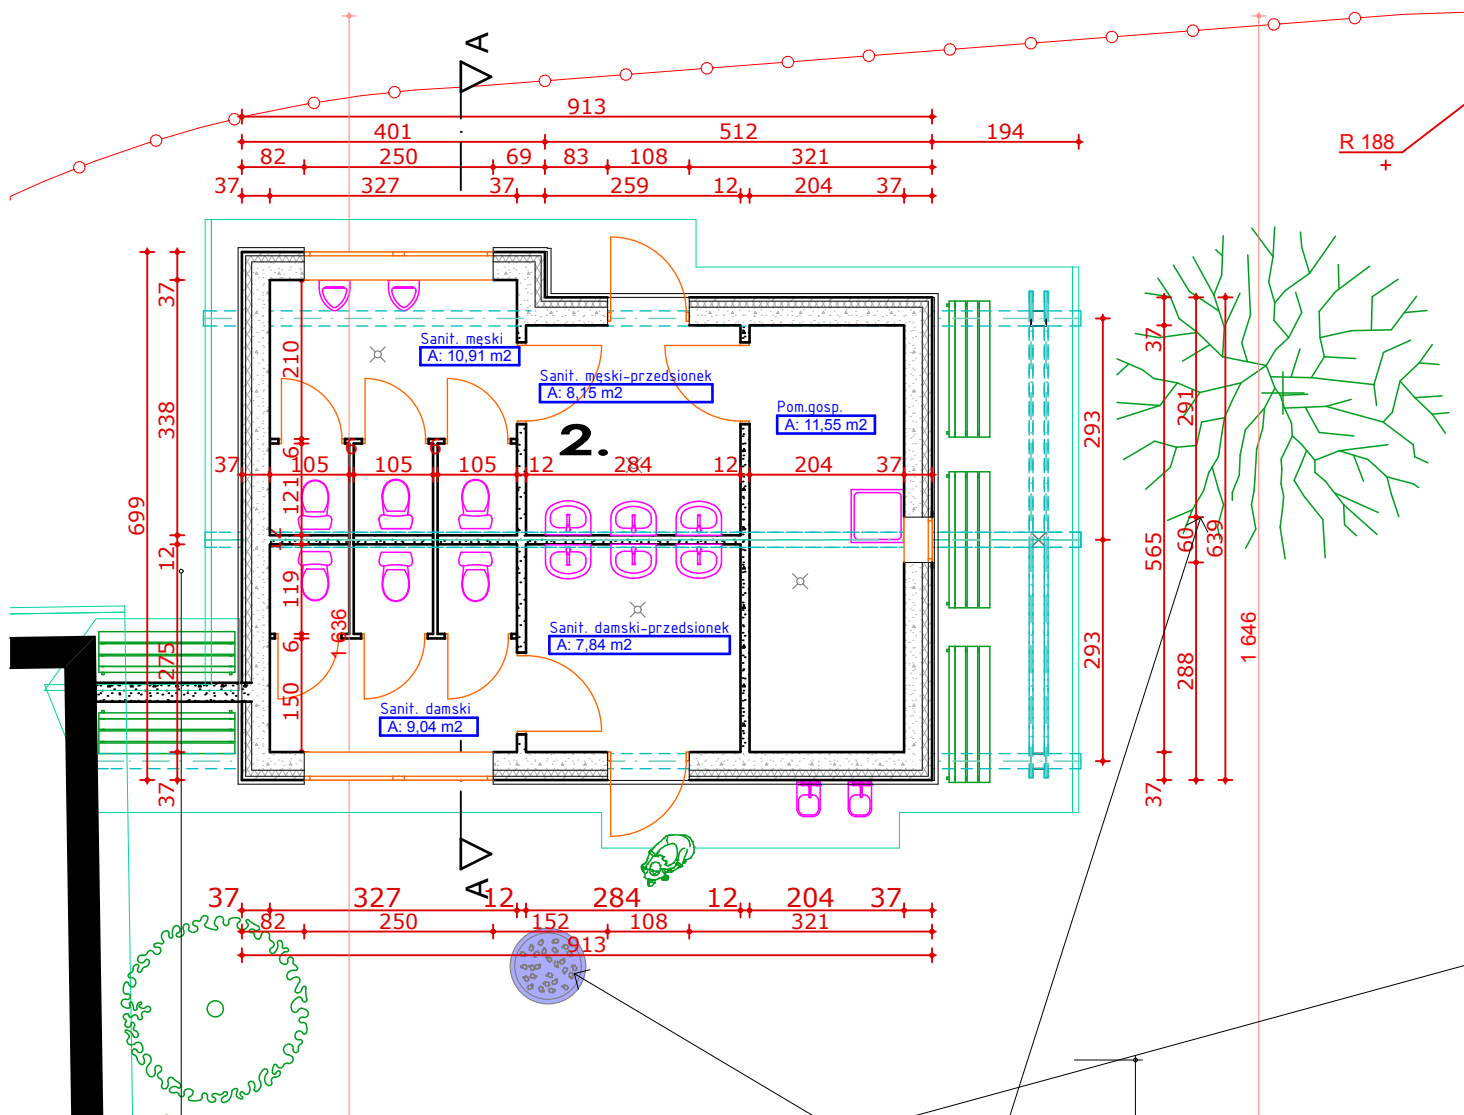 A
913
401 512 194
R 188
82 250 69 83 108 321
37 327 37 259 12 204 37
37
Sanit. męski
A: 10,91 m2
210
37
Sanit. męski-przedsionek
A: 8,15 m2
291
Pom.gosp.
A: 11,55 m2
338
293
2.
6
37 105 6 105 6 105 12 284 12 204 37
121
699
12
60
639
565
12
119
1 636
Sanit. damski-przedsionek
A: 7,84 m2
6
1 646
275
293
288
150
Sanit. damski
A: 9,04 m2
37
37
A
37 327 12 284 12 204 37
82 250 152 108 321
913